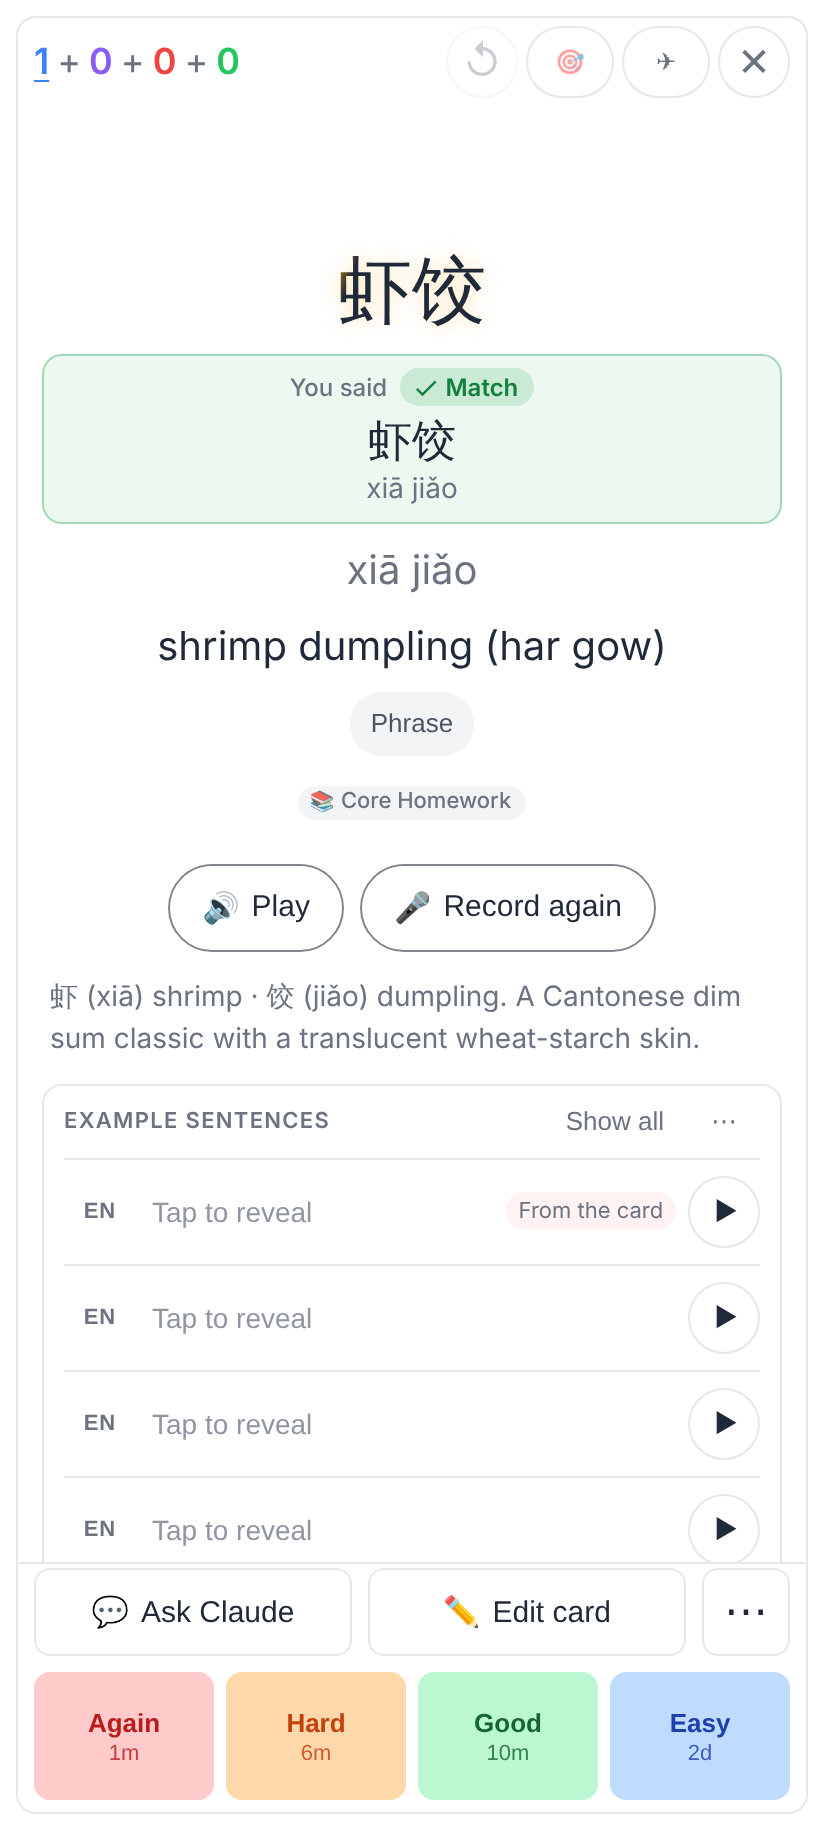 1 + 0 + 0 + 0
虾饺
You said ✓ Match
虾饺
xiā jiǎo
xiā jiǎo
shrimp dumpling (har gow)
Phrase
📚 Core Homework
🔊 Play
🎤 Record again
虾 (xiā) shrimp · 饺 (jiǎo) dumpling. A Cantonese dim
sum classic with a translucent wheat-starch skin.
EXAMPLE SENTENCES Show all ⋯
EN Tap to reveal From the card
EN Tap to reveal
EN Tap to reveal
EN Tap to reveal
💬 Ask Claude ✏️ Edit card ⋯
Again Hard Good Easy
1m 6m 10m 2d